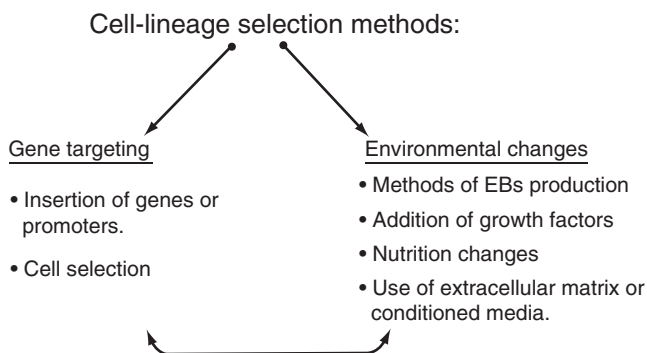 Cell-lineage selection methods:
Gene targeting
• Insertion of genes or
promoters.
• Cell selection
Environmental changes
• Methods of EBs production
• Addition of growth factors
• Nutrition changes
• Use of extracellular matrix or
conditioned media.